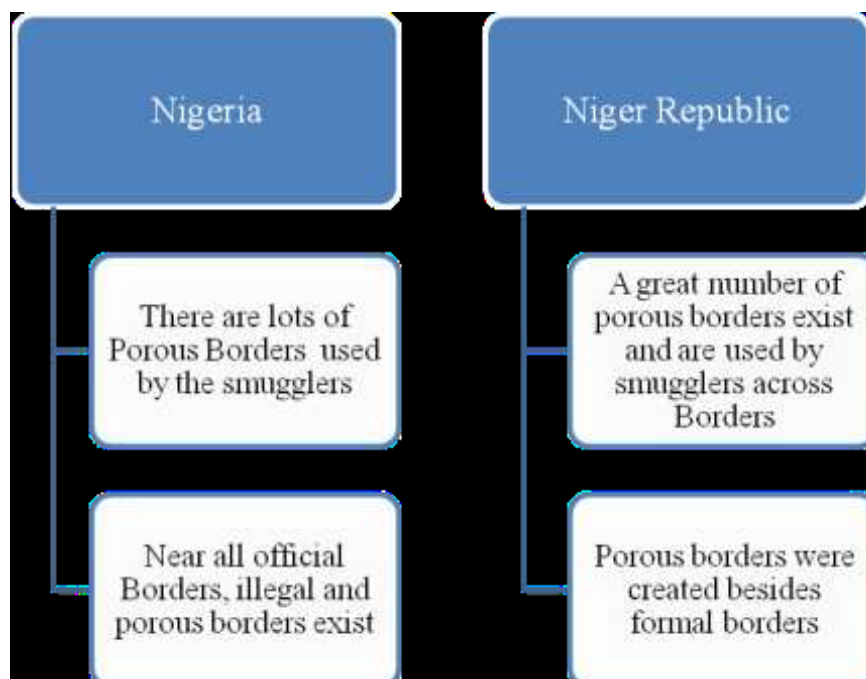 Nigeria
There are lots of
Porous Borders used
by the smugglers
Near all official
Borders, illegal and
porous borders exist
Niger Republic
A great number of
porous borders exist
and are used by
smugglers across
Borders
Porous borders were
created besides
formal borders